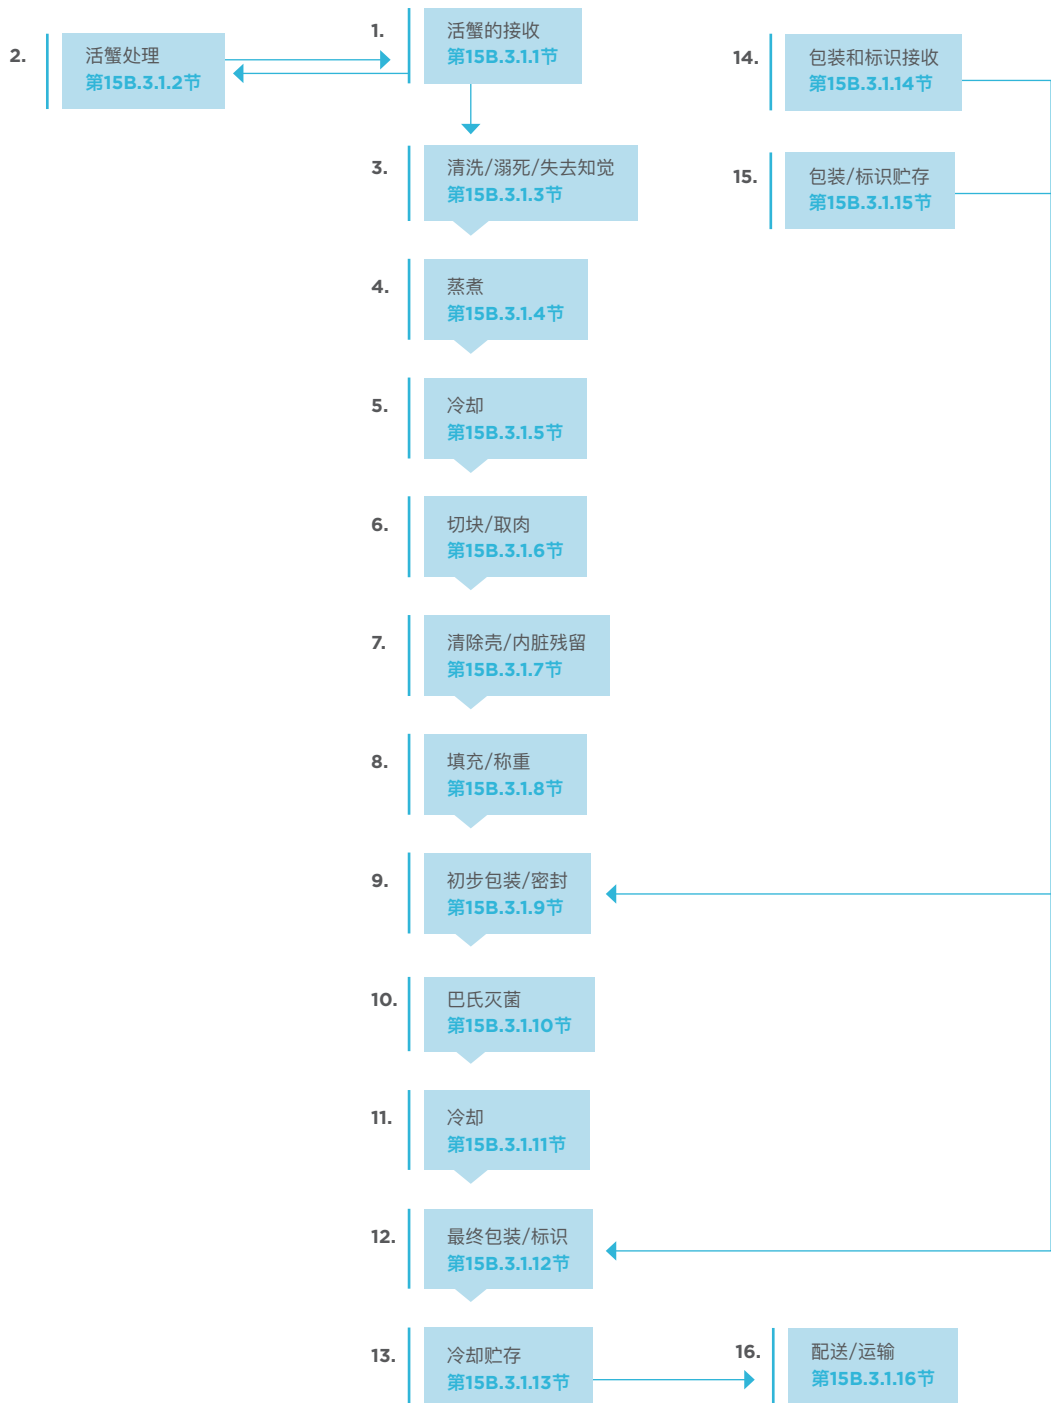 1.
活蟹的接收
第15B.3.1.1节
2.
活蟹处理
第15B.3.1.2节
14.
包装和标识接收
第15B.3.1.14节
3.
清洗/溺死/失去知觉
第15B.3.1.3节
15.
包装/标识贮存
第15B.3.1.15节
4.
蒸煮
第15B.3.1.4节
5.
冷却
第15B.3.1.5节
6.
切块/取肉
第15B.3.1.6节
7.
清除壳/内脏残留
第15B.3.1.7节
8.
填充/称重
第15B.3.1.8节
9.
初步包装/密封
第15B.3.1.9节
10.
巴氏灭菌
第15B.3.1.10节
11.
冷却
第15B.3.1.11节
12.
最终包装/标识
第15B.3.1.12节
13.
冷却贮存
第15B.3.1.13节
16.
配送/运输
第15B.3.1.16节